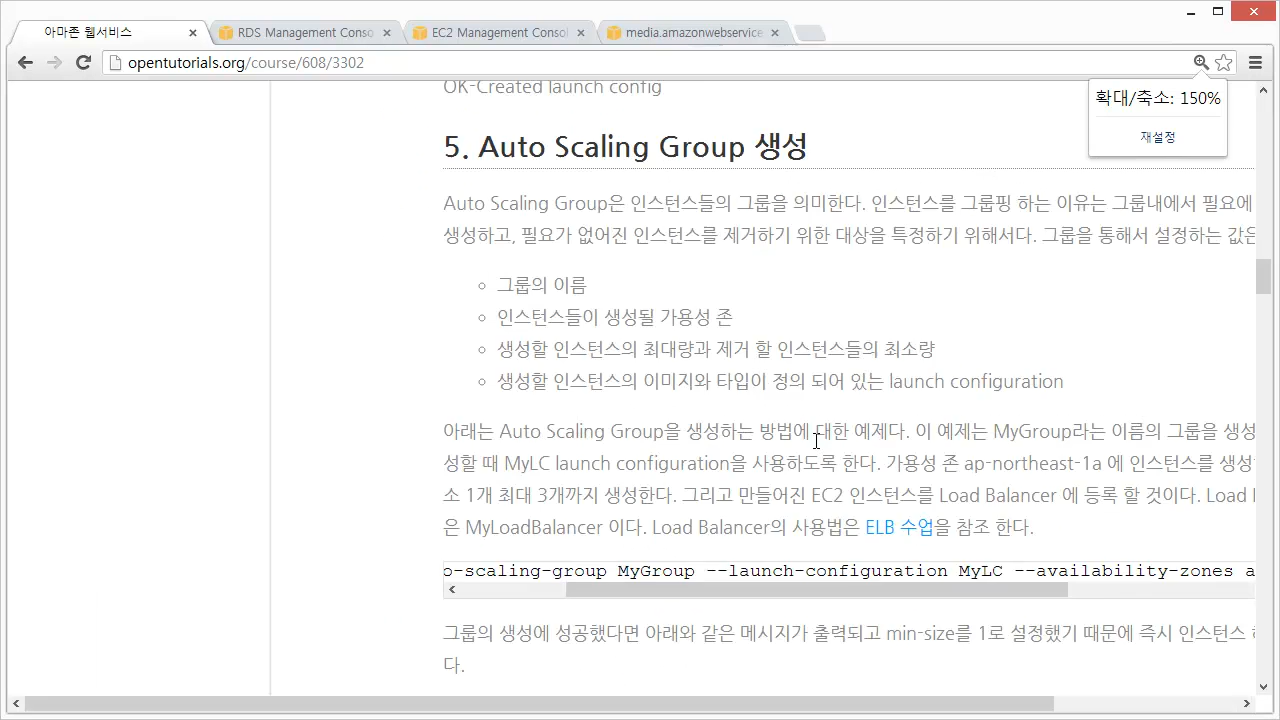 아마존 웹서비스
RDS Management Conso
EC2 Management Consol
media.amazonwebservice
opentutorials.org/course/608/3302
확대/축소: 150%
재설정
OK-Created launch config
5. Auto Scaling Group 생성
Auto Scaling Group은 인스턴스들의 그룹을 의미한다. 인스턴스를 그룹핑 하는 이유는 그룹내에서 필요에
생성하고, 필요가 없어진 인스턴스를 제거하기 위한 대상을 특정하기 위해서다. 그룹을 통해서 설정하는 값은
그룹의 이름
인스턴스들이 생성될 가용성 존
생성할 인스턴스의 최대량과 제거 할 인스턴스들의 최소량
생성할 인스턴스의 이미지와 타입이 정의 되어 있는 launch configuration
아래는 Auto Scaling Group을 생성하는 방법에 대한 예제다. 이 예제는 MyGroup라는 이름의 그룹을 생성
성할 때 MyLC launch configuration을 사용하도록 한다. 가용성 존 ap-northeast-1a 에 인스턴스를 생성
소 1개 최대 3개까지 생성한다. 그리고 만들어진 EC2 인스턴스를 Load Balancer 에 등록 할 것이다. Load
은 MyLoadBalancer 이다. Load Balancer의 사용법은 ELB 수업을 참조 한다.
o-scaling-group MyGroup --launch-configuration MyLC --availability-zones a
그룹의 생성에 성공했다면 아래와 같은 메시지가 출력되고 min-size를 1로 설정했기 때문에 즉시 인스턴스
다.